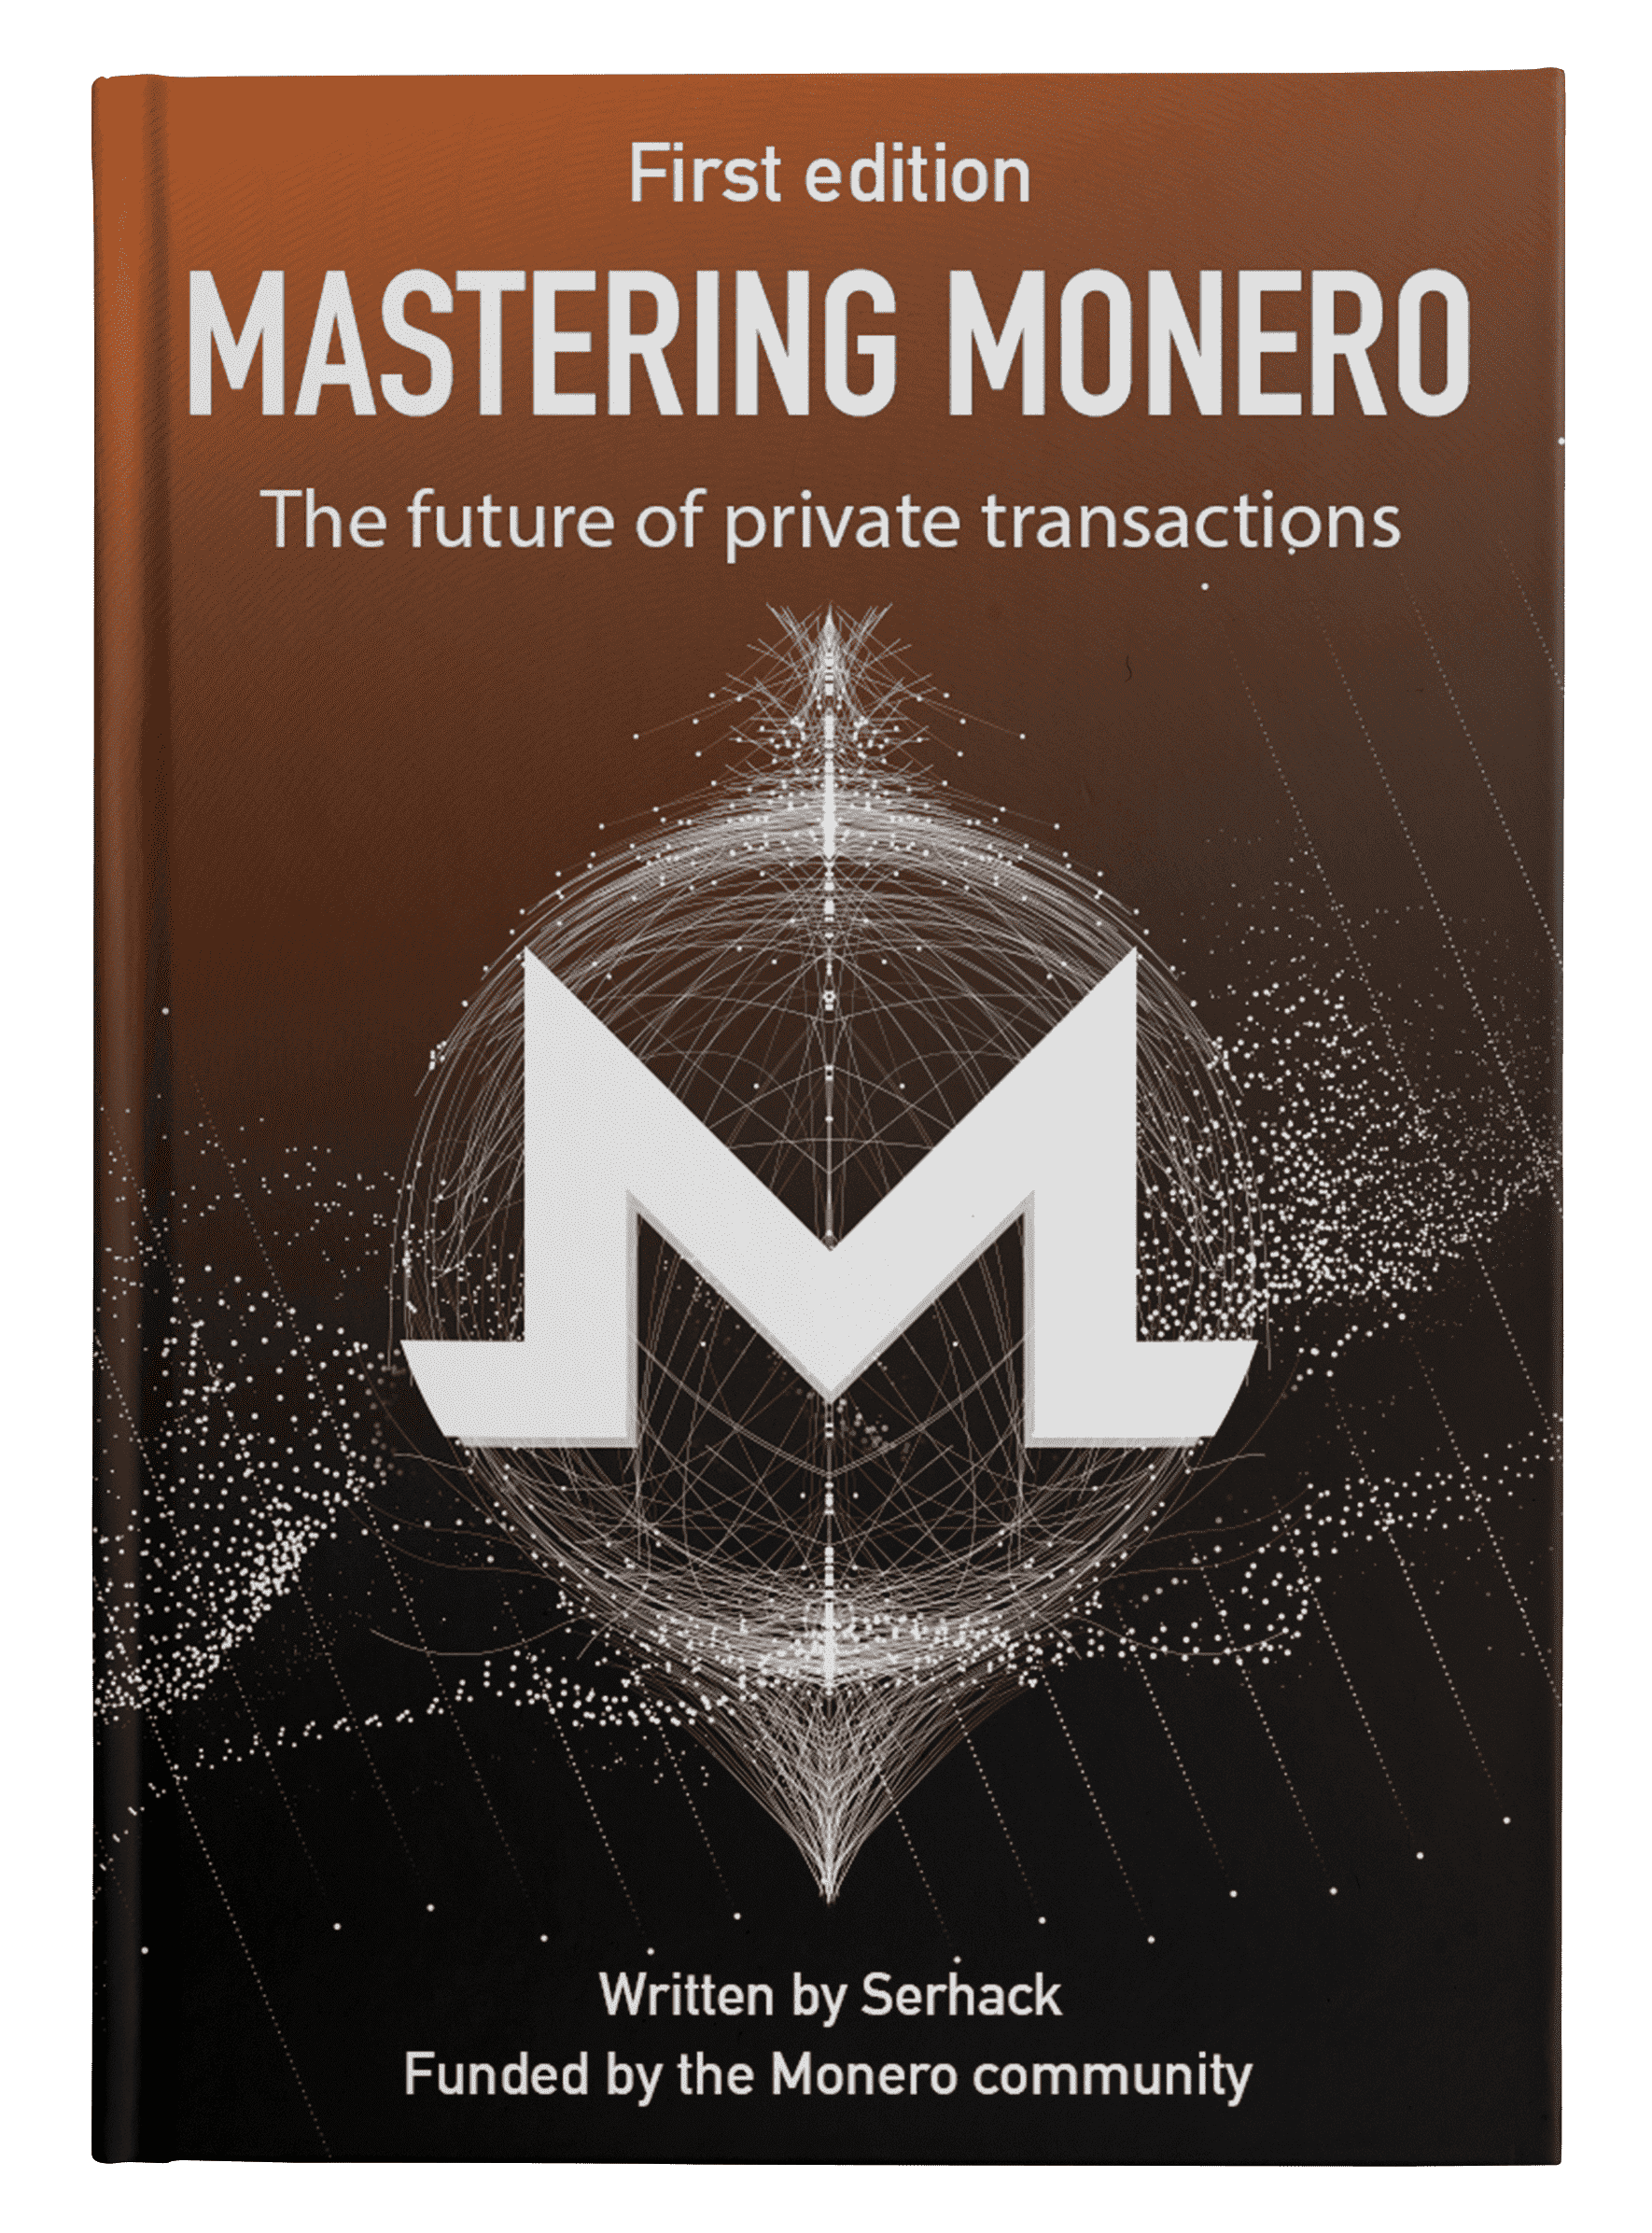 First edition
MASTERING MONERO
The future of private transactions
Written by Serhack
Funded by the Monero community